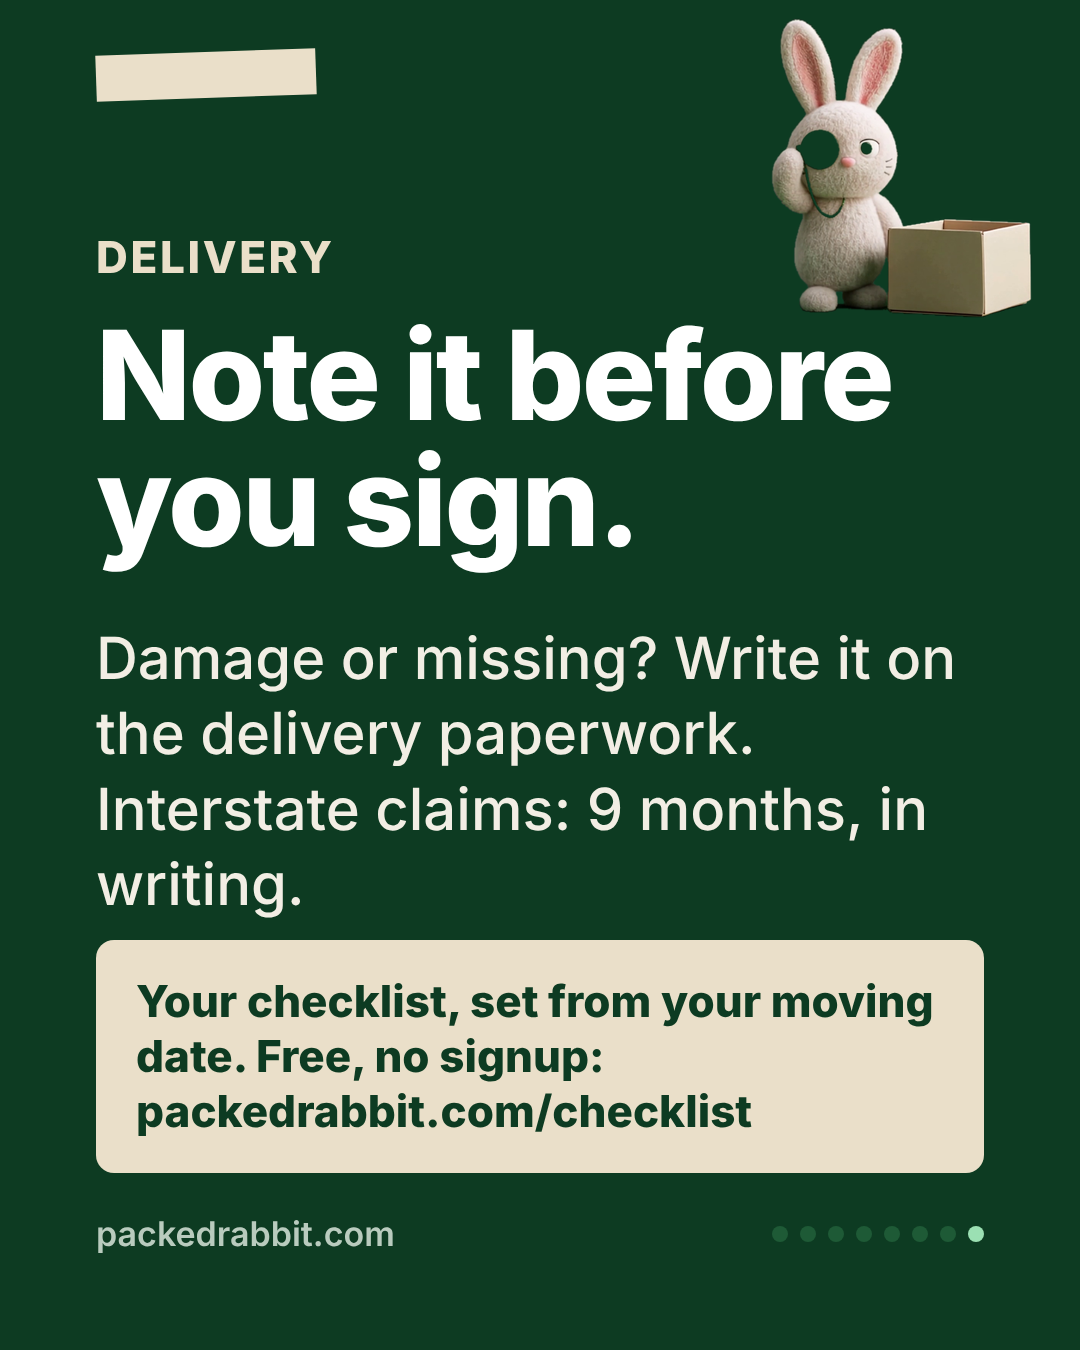 DELIVERY
Note it before
you sign.
Damage or missing? Write it on
the delivery paperwork.
Interstate claims: 9 months, in
writing.
Your checklist, set from your moving
date. Free, no signup:
packedrabbit.com/checklist
packedrabbit.com